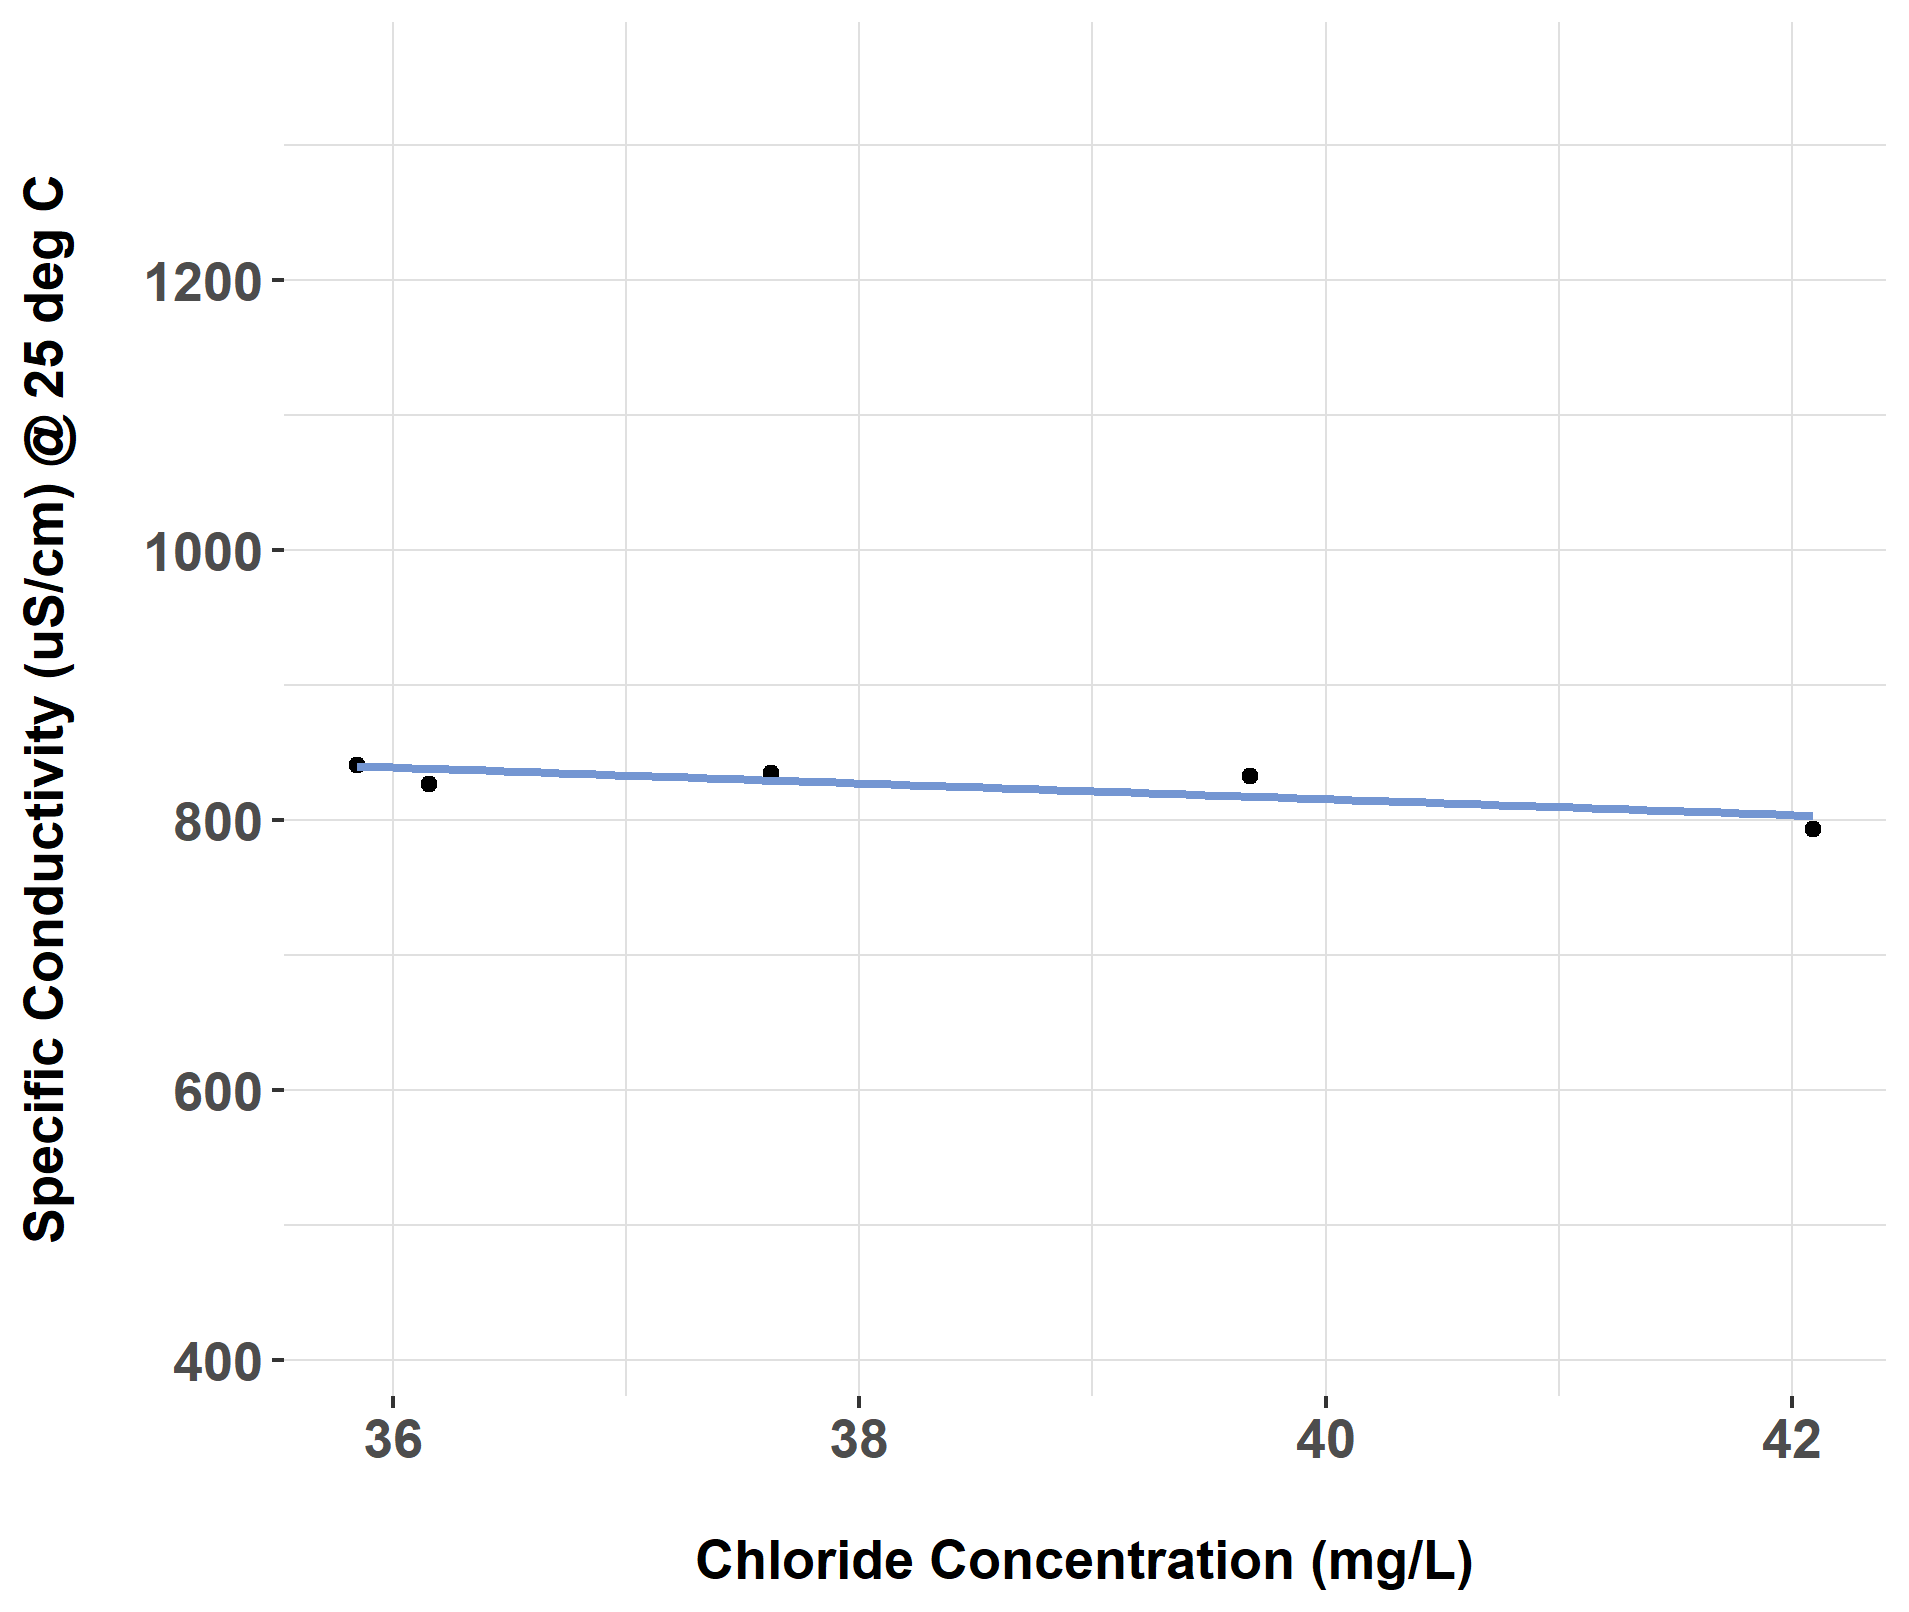 Specific Conductivity (uS/cm) @ 25 deg C
1200
1000
800
600
400
36 38 40 42
Chloride Concentration (mg/L)